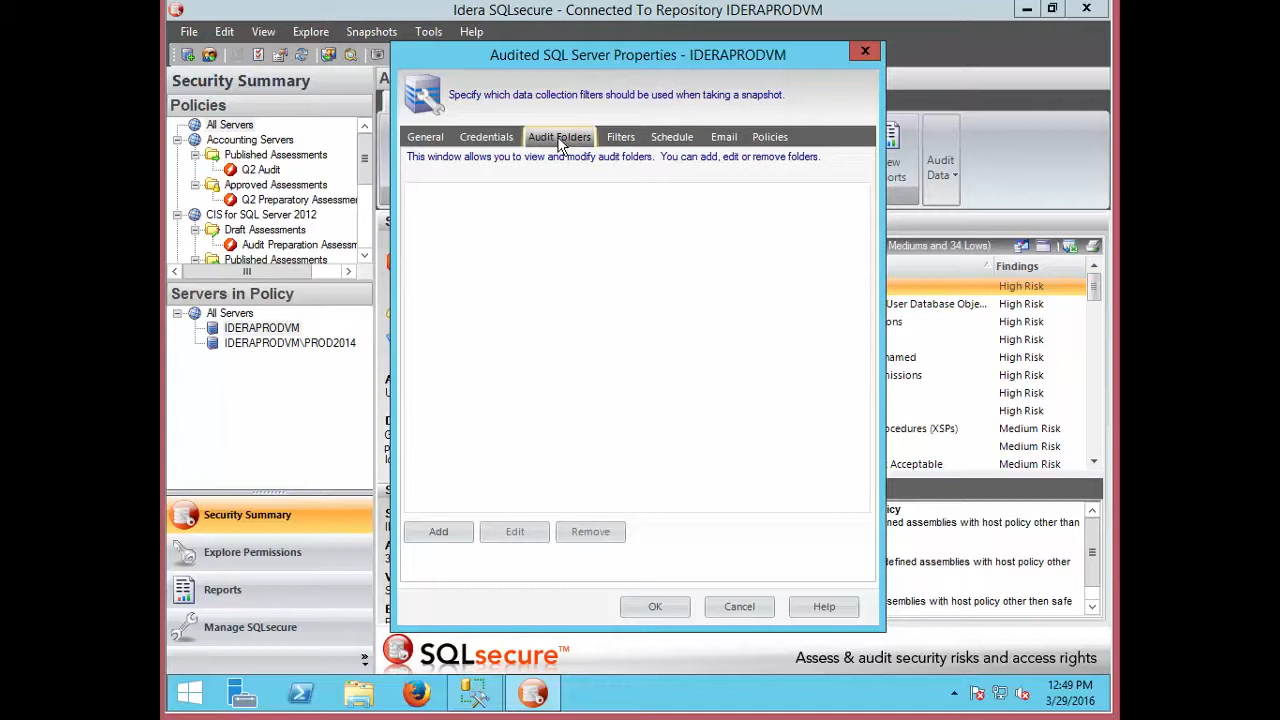 Idera SQLsecure - Connected To Repository IDERAPRODVM
File Edit View Explore Snapshots Tools Help
Security Summary
Policies
All Servers
Accounting Servers
Published Assessments
Q2 Audit
Approved Assessments
Q2 Preparatory Assessme
CIS for SQL Server 2012
Draft Assessments
Audit Preparation Assessm
Published Assessments
Servers in Policy
All Servers
IDERAPRODVM
IDERAPRODVM\PROD2014
Security Summary
Explore Permissions
Reports
Manage SQLsecure
Audited SQL Server Properties - IDERAPRODVM
Specify which data collection filters should be used when taking a snapshot.
General Credentials Audit Folders Filters Schedule Email Policies
This window allows you to view and modify audit folders. You can add, edit or remove folders.
Add Edit Remove
OK Cancel Help
Audit
Data
Mediums and 34 Lows)
Findings
High Risk
User Database Obje... High Risk
ons High Risk
High Risk
named High Risk
missions High Risk
High Risk
High Risk
ocedures (XSPs) Medium Risk
Medium Risk
Acceptable Medium Risk
icy
ned assemblies with host policy other than
defined assemblies with host policy other
semblies with host policy other then safe
SQLsecure™
Assess & audit security risks and access rights
12:49 PM
3/29/2016